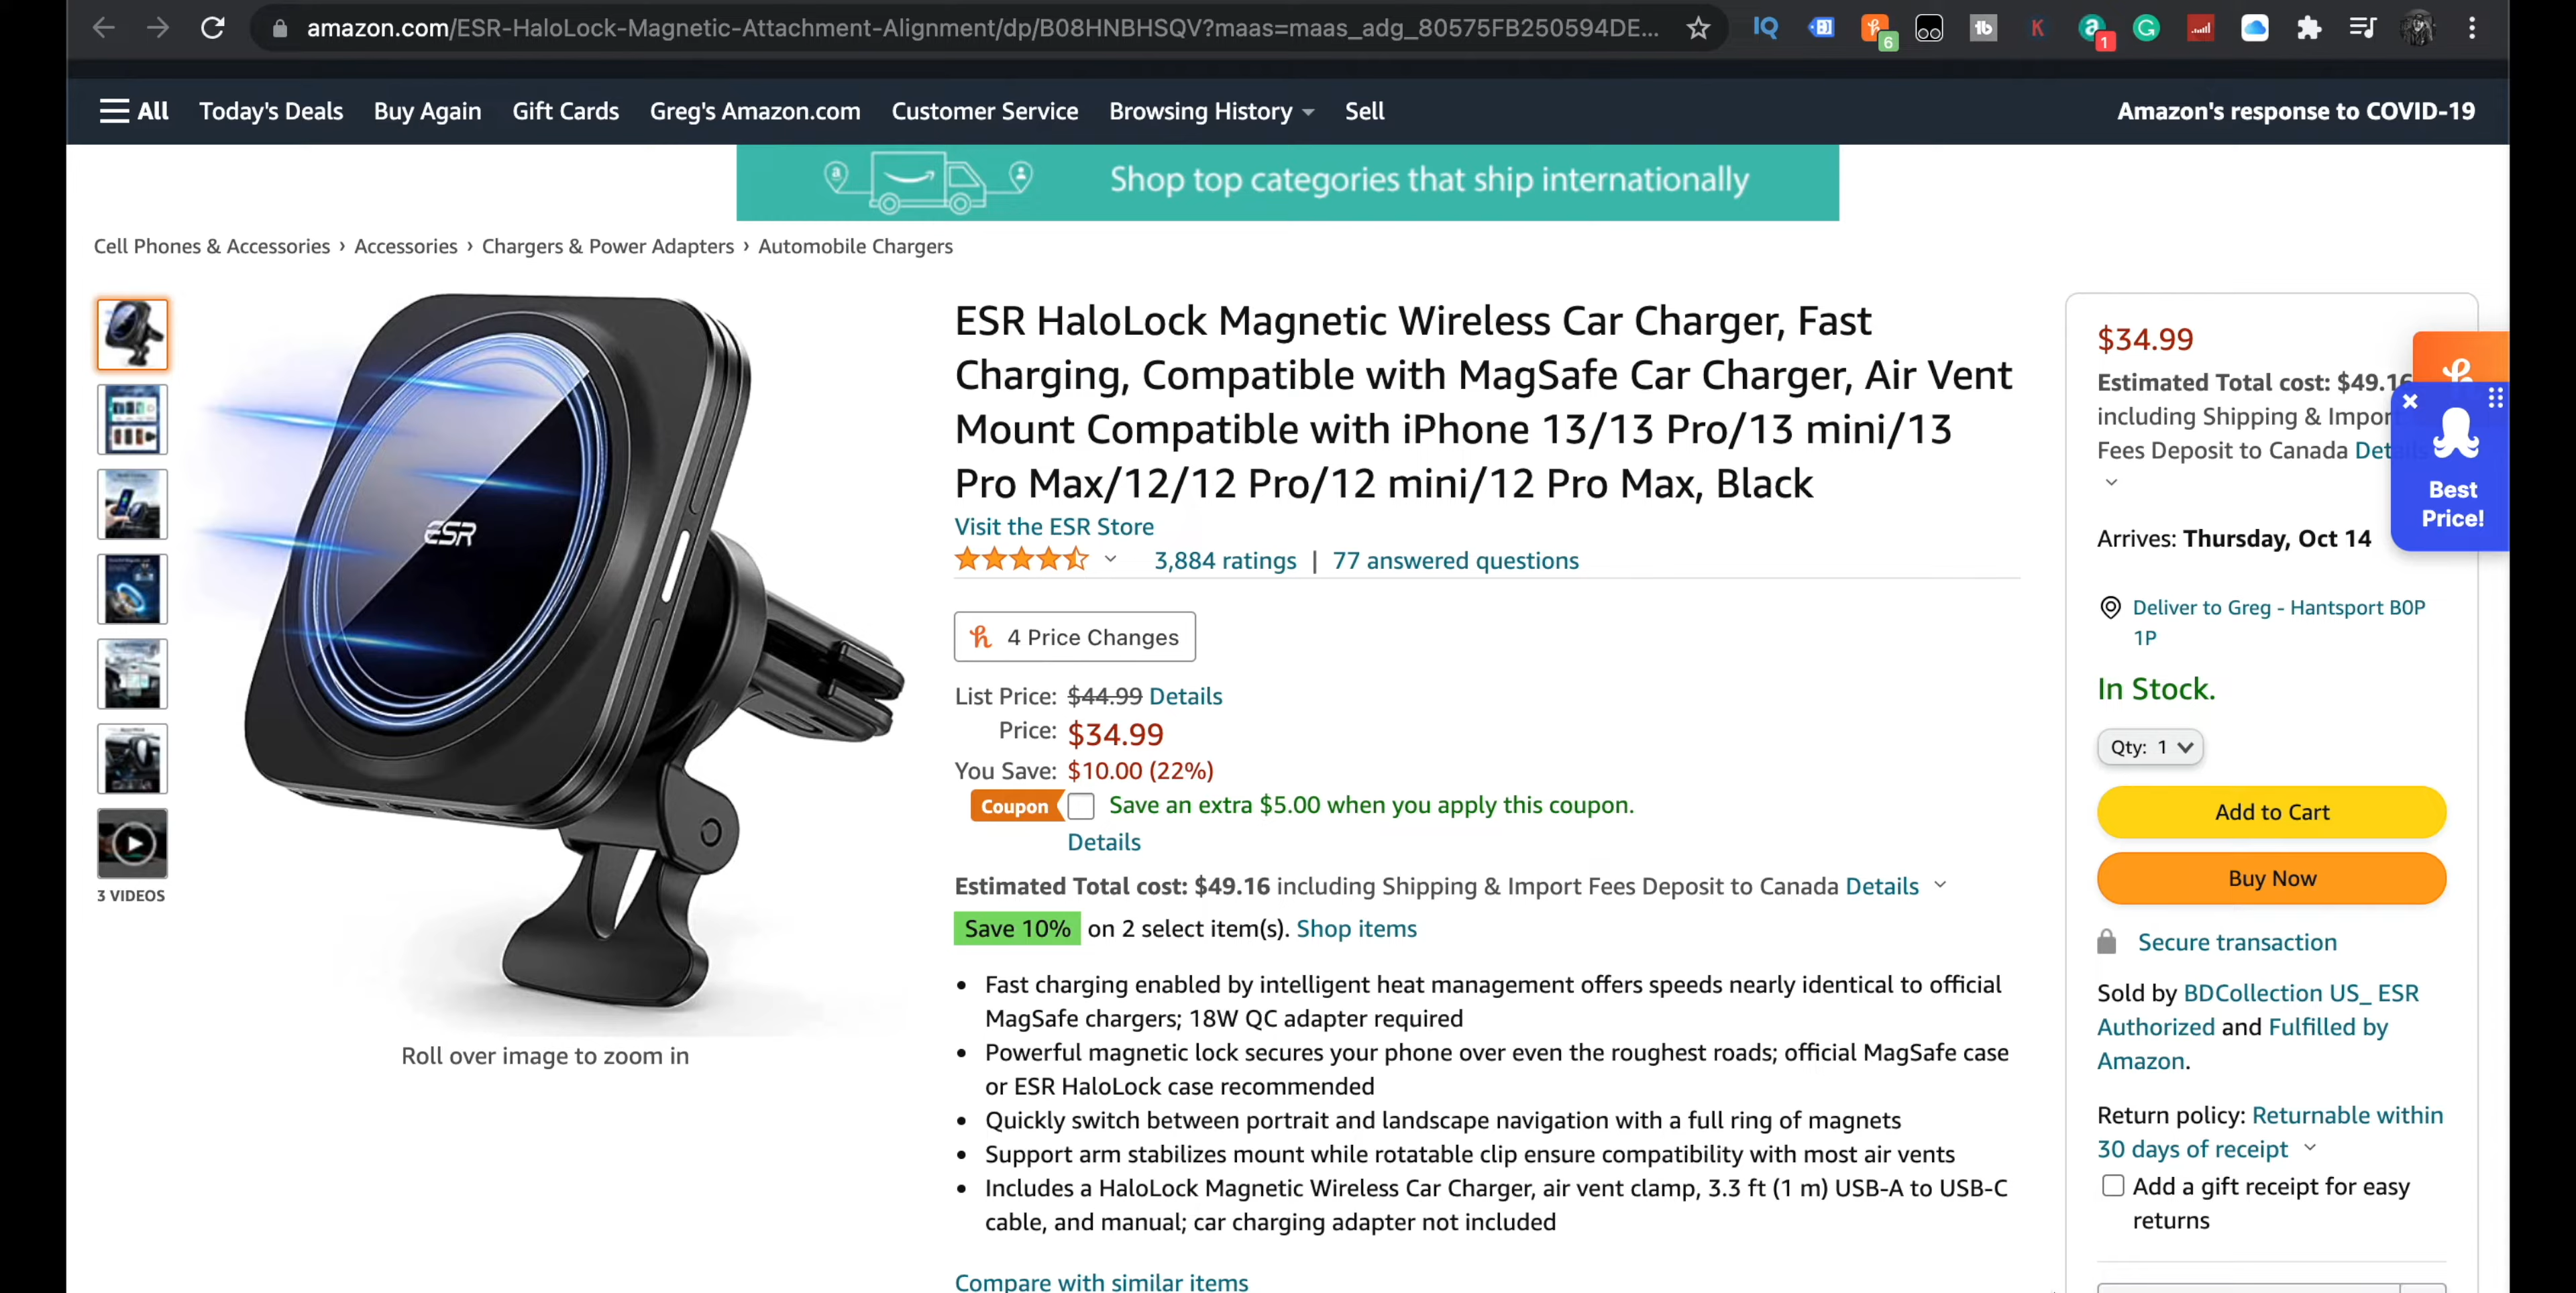 amazon.com/ESR-HaloLock-Magnetic-Attachment-Alignment/dp/B08HNBHSQV?maas=maas_adg_80575FB250594DE...
IQ
6
tb
K
a
1
G
All
Today's Deals
Buy Again
Gift Cards
Greg's Amazon.com
Customer Service
Browsing History
Sell
Amazon's response to COVID-19
a
Shop top categories that ship internationally
Cell Phones & Accessories › Accessories › Chargers & Power Adapters › Automobile Chargers
ESR
3 VIDEOS
Roll over image to zoom in
ESR HaloLock Magnetic Wireless Car Charger, Fast
Charging, Compatible with MagSafe Car Charger, Air Vent
Mount Compatible with iPhone 13/13 Pro/13 mini/13
Pro Max/12/12 Pro/12 mini/12 Pro Max, Black
Visit the ESR Store
3,884 ratings | 77 answered questions
4 Price Changes
List Price: $44.99 Details
Price: $34.99
You Save: $10.00 (22%)
Coupon Save an extra $5.00 when you apply this coupon.
Details
Estimated Total cost: $49.16 including Shipping & Import Fees Deposit to Canada Details
Save 10% on 2 select item(s). Shop items
• Fast charging enabled by intelligent heat management offers speeds nearly identical to official
MagSafe chargers; 18W QC adapter required
• Powerful magnetic lock secures your phone over even the roughest roads; official MagSafe case
or ESR HaloLock case recommended
• Quickly switch between portrait and landscape navigation with a full ring of magnets
• Support arm stabilizes mount while rotatable clip ensure compatibility with most air vents
• Includes a HaloLock Magnetic Wireless Car Charger, air vent clamp, 3.3 ft (1 m) USB-A to USB-C
cable, and manual; car charging adapter not included
Compare with similar items
$34.99
Estimated Total cost: $49.16
including Shipping & Import
Fees Deposit to Canada
Best
Price!
Arrives: Thursday, Oct 14
Deliver to Greg - Hantsport B0P
1P
In Stock.
Qty: 1
Add to Cart
Buy Now
Secure transaction
Sold by BDCollection US_ ESR
Authorized and Fulfilled by
Amazon.
Return policy: Returnable within
30 days of receipt
Add a gift receipt for easy
returns